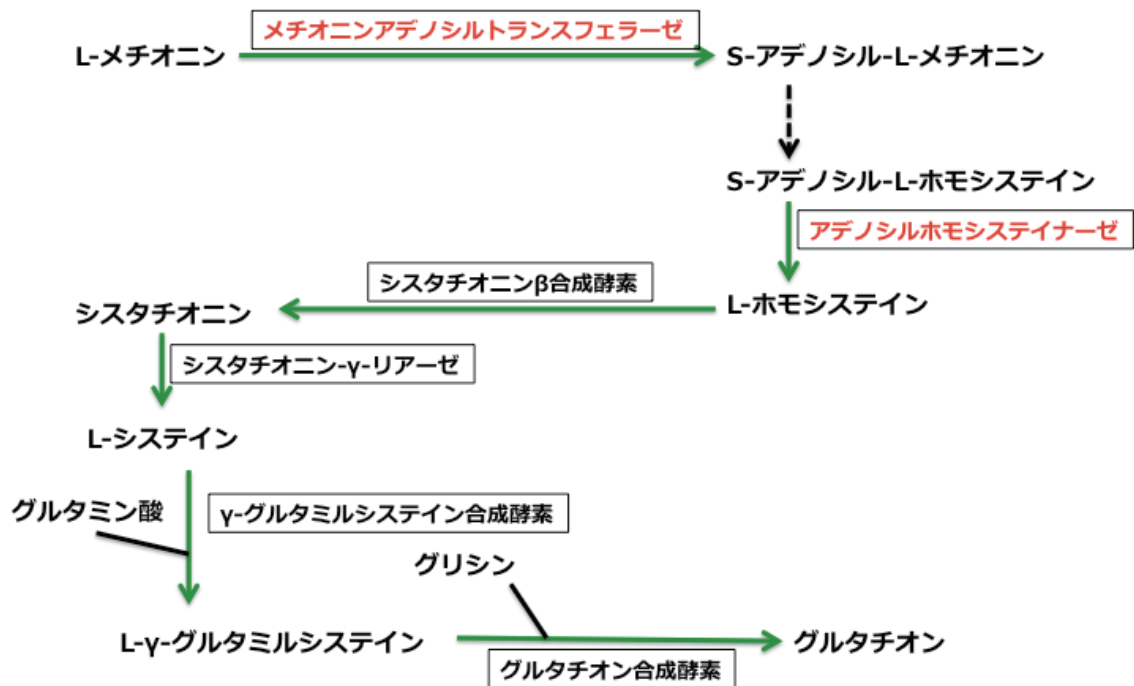 メチオニンアデノシルトランスフェラーゼ
L-メチオニン
S-アデノシル-L-メチオニン
S-アデノシル-L-ホモシステイン
アデノシルホモシステイナーゼ
シスタチオニンβ合成酵素
L-ホモシステイン
シスタチオニン
シスタチオニン-γ-リアーゼ
L-システイン
グルタミン酸
γ-グルタミルシステイン合成酵素
グリシン
L-γ-グルタミルシステイン
グルタチオン
グルタチオン合成酵素